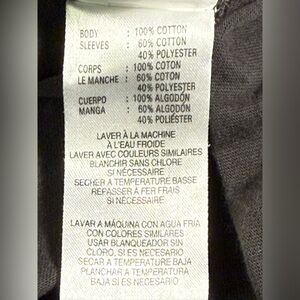 BODY : 100% COTTON
SLEEVES : 60% COTTON
40% POLYESTER
CORPS : 100% COTON
LE MANCHE : 60% COTON
40% POLYESTER
CUERPO : 100% ALGODÓN
MANGA : 60% ALGODÓN
40% POLIÉSTER
LAVER À LA MACHINE
À L'EAU FROIDE
LAVER AVEC COULEURS SIMILAIRES
BLANCHIR SANS CHLORE
SI NÉCESSAIRE
SÉCHER A TEMPERATURE BASSE
REPASSER À FER FRAIS
SI NÉCESSAIRE
LAVAR A MÁQUINA CON AGUA FRÍA
CON COLORES SIMILARES
USAR BLANQUEADOR SIN
CLORO, SI ES NECESARIO
SECAR A TEMPERATURA BAJA
PLANCHAR A TEMPERATURA
BAJA SI ES NECESARIO